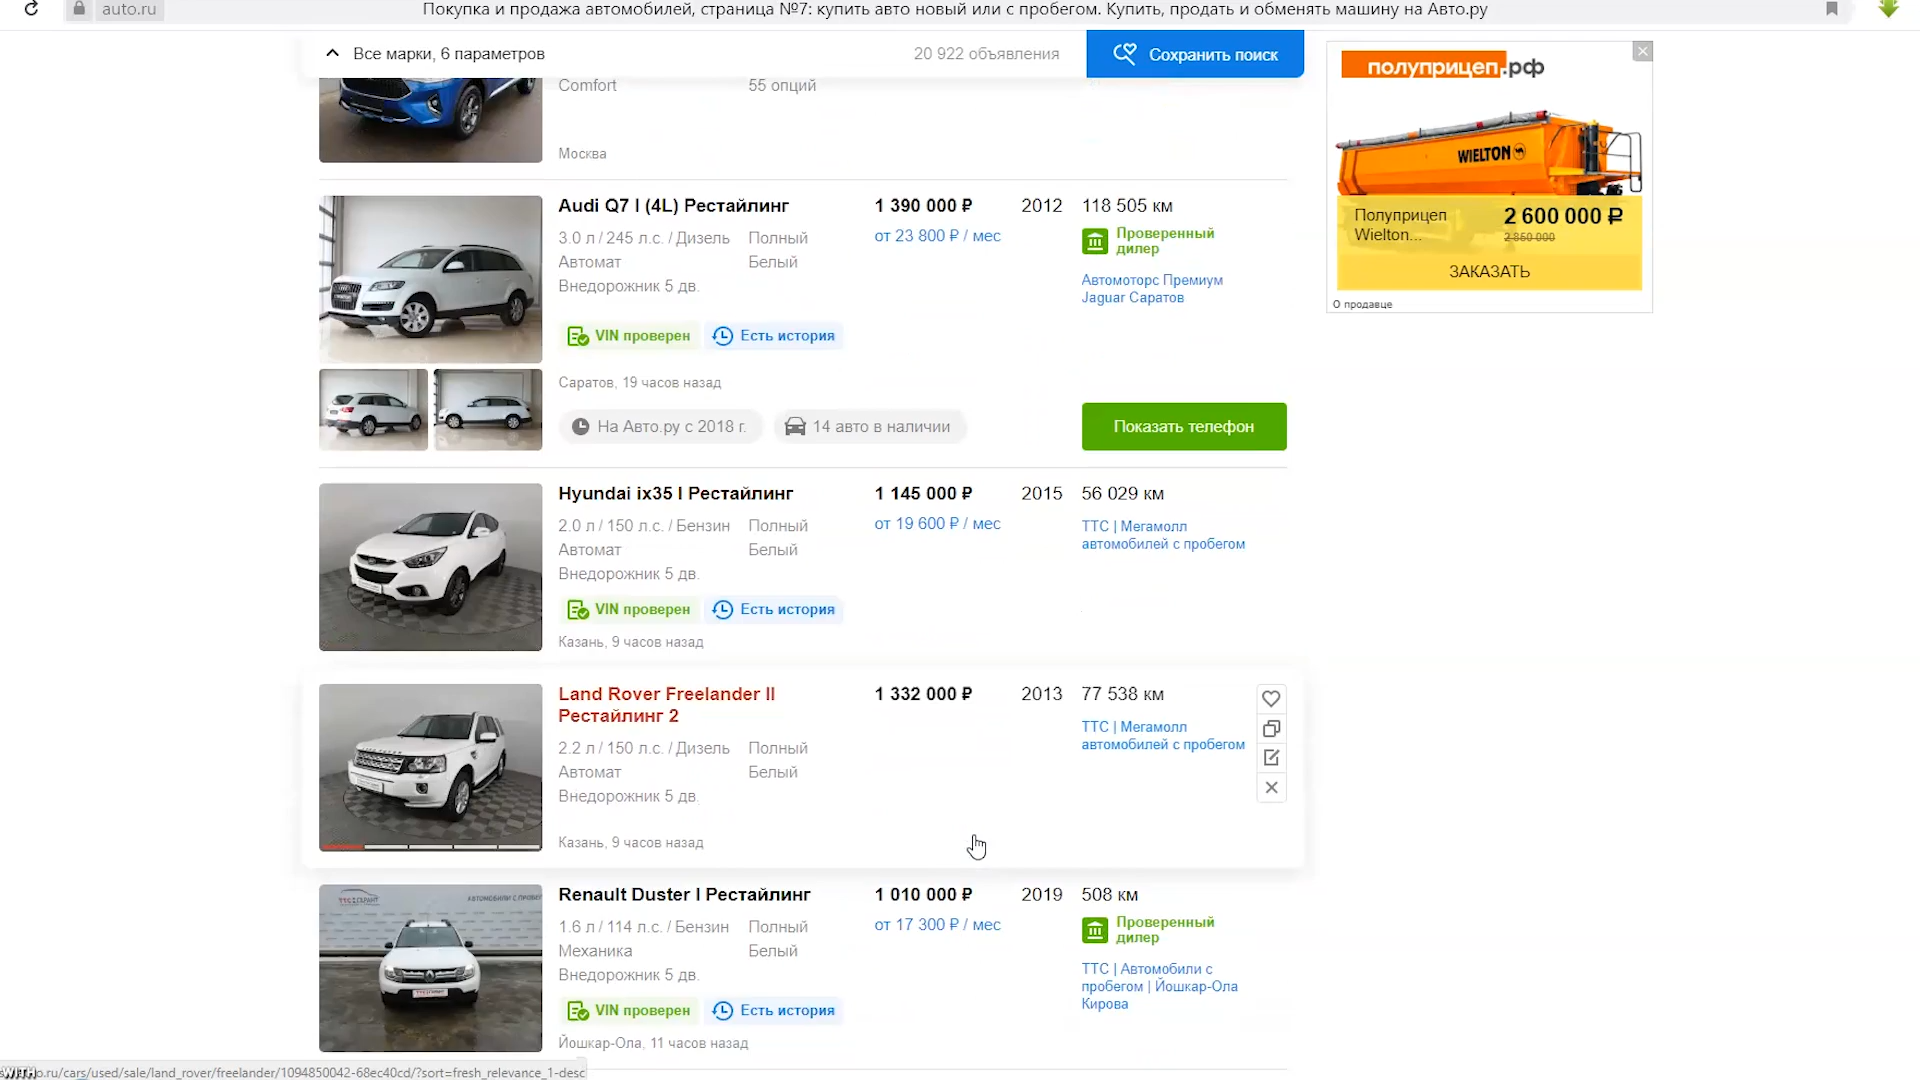 auto.ru
Покупка и продажа автомобилей, страница №7: купить авто новый или с пробегом. Купить, продать и обменять машину на Авто.ру
Все марки, 6 параметров
20 922 объявления
Сохранить поиск
Comfort
55 опций
Москва
Audi Q7 I (4L) Рестайлинг
1 390 000 ₽
2012
118 505 км
3.0 л / 245 л.с. / Дизель
Полный
от 23 800 ₽ / мес
Проверенный
дилер
Автомат
Белый
Внедорожник 5 дв.
Автомоторс Премиум
Jaguar Саратов
VIN проверен
Есть история
Саратов, 19 часов назад
На Авто.ру с 2018 г.
14 авто в наличии
Показать телефон
Hyundai ix35 I Рестайлинг
1 145 000 ₽
2015
56 029 км
2.0 л / 150 л.с. / Бензин
Полный
от 19 600 ₽ / мес
ТТС | Мегамолл
автомобилей с пробегом
Автомат
Белый
Внедорожник 5 дв.
VIN проверен
Есть история
Казань, 9 часов назад
Land Rover Freelander II
Рестайлинг 2
1 332 000 ₽
2013
77 538 км
ТТС | Мегамолл
автомобилей с пробегом
2.2 л / 150 л.с. / Дизель
Полный
Автомат
Белый
Внедорожник 5 дв.
Казань, 9 часов назад
Renault Duster I Рестайлинг
1 010 000 ₽
2019
508 км
1.6 л / 114 л.с. / Бензин
Полный
от 17 300 ₽ / мес
Проверенный
дилер
Механика
Белый
Внедорожник 5 дв.
ТТС | Автомобили с
пробегом | Йошкар-Ола
Кирова
VIN проверен
Есть история
Йошкар-Ола, 11 часов назад
полуприцеп.рф
WIELTON
Полуприцеп
Wielton...
2 600 000 ₽
2 860 000
ЗАКАЗАТЬ
О продавце
WITH
.ru/cars/used/sale/land_rover/freelander/1094850042-68ec40cd/?sort=fresh_relevance_1-desc